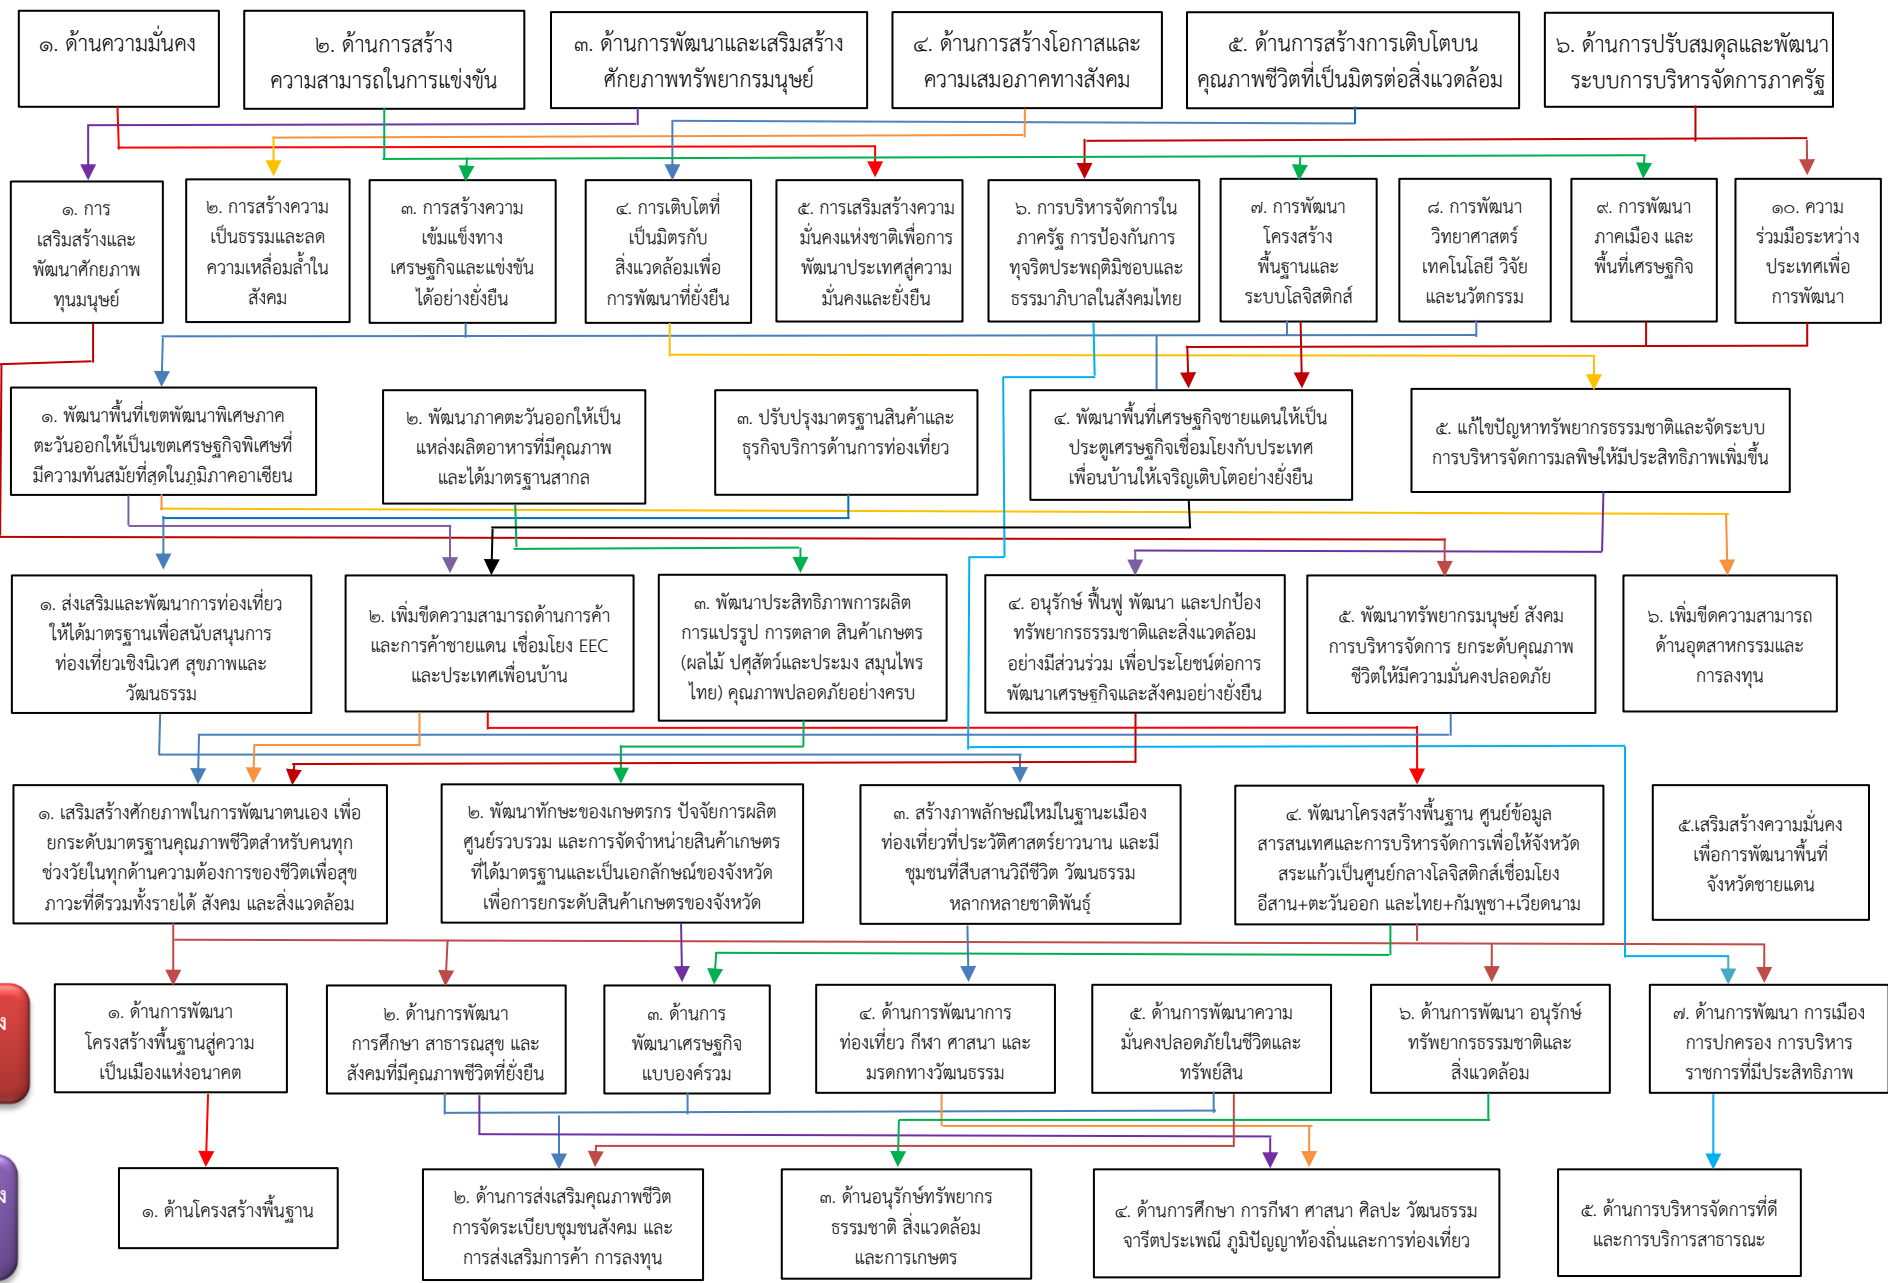 ๑. ด้านความมั่นคง
๒. ด้านการสร้าง
ความสามารถในการแข่งขัน
๓. ด้านการพัฒนาและเสริมสร้าง
ศักยภาพทรัพยากรมนุษย์
๔. ด้านการสร้างโอกาสและ
ความเสมอภาคทางสังคม
๕. ด้านการสร้างการเติบโตบน
คุณภาพชีวิตที่เป็นมิตรต่อสิ่งแวดล้อม
๖. ด้านการปรับสมดุลและพัฒนา
ระบบการบริหารจัดการภาครัฐ
๑. การ
เสริมสร้างและ
พัฒนาศักยภาพ
ทุนมนุษย์
๒. การสร้างความ
เป็นธรรมและลด
ความเหลื่อมล้ำใน
สังคม
๓. การสร้างความ
เข้มแข็งทาง
เศรษฐกิจและแข่งขัน
ได้อย่างยั่งยืน
๔. การเติบโตที่
เป็นมิตรกับ
สิ่งแวดล้อมเพื่อ
การพัฒนาที่ยั่งยืน
๕. การเสริมสร้างความ
มั่นคงแห่งชาติเพื่อการ
พัฒนาประเทศสู่ความ
มั่นคงและยั่งยืน
๖. การบริหารจัดการใน
ภาครัฐ การป้องกันการ
ทุจริตประพฤติมิชอบและ
ธรรมาภิบาลในสังคมไทย
๗. การพัฒนา
โครงสร้าง
พื้นฐานและ
ระบบโลจิสติกส์
๘. การพัฒนา
วิทยาศาสตร์
เทคโนโลยี วิจัย
และนวัตกรรม
๙. การพัฒนา
ภาคเมือง และ
พื้นที่เศรษฐกิจ
๑๐. ความ
ร่วมมือระหว่าง
ประเทศเพื่อ
การพัฒนา
๑. พัฒนาพื้นที่เขตพัฒนาพิเศษภาค
ตะวันออกให้เป็นเขตเศรษฐกิจพิเศษที่
มีความทันสมัยที่สุดในภูมิภาคอาเซียน
๒. พัฒนาภาคตะวันออกให้เป็น
แหล่งผลิตอาหารที่มีคุณภาพ
และได้มาตรฐานสากล
๓. ปรับปรุงมาตรฐานสินค้าและ
ธุรกิจบริการด้านการท่องเที่ยว
๔. พัฒนาพื้นที่เศรษฐกิจชายแดนให้เป็น
ประตูเศรษฐกิจเชื่อมโยงกับประเทศ
เพื่อนบ้านให้เจริญเติบโตอย่างยั่งยืน
๕. แก้ไขปัญหาทรัพยากรธรรมชาติและจัดระบบ
การบริหารจัดการมลพิษให้มีประสิทธิภาพเพิ่มขึ้น
๑. ส่งเสริมและพัฒนาการท่องเที่ยว
ให้ได้มาตรฐานเพื่อสนับสนุนการ
ท่องเที่ยวเชิงนิเวศ สุขภาพและ
วัฒนธรรม
๒. เพิ่มขีดความสามารถด้านการค้า
และการค้าชายแดน เชื่อมโยง EEC
และประเทศเพื่อนบ้าน
๓. พัฒนาประสิทธิภาพการผลิต
การแปรรูป การตลาด สินค้าเกษตร
(ผลไม้ ปศุสัตว์และประมง สมุนไพร
ไทย) คุณภาพปลอดภัยอย่างครบ
๔. อนุรักษ์ ฟื้นฟู พัฒนา และปกป้อง
ทรัพยากรธรรมชาติและสิ่งแวดล้อม
อย่างมีส่วนร่วม เพื่อประโยชน์ต่อการ
พัฒนาเศรษฐกิจและสังคมอย่างยั่งยืน
๕. พัฒนาทรัพยากรมนุษย์ สังคม
การบริหารจัดการ ยกระดับคุณภาพ
ชีวิตให้มีความมั่นคงปลอดภัย
๖. เพิ่มขีดความสามารถ
ด้านอุตสาหกรรมและ
การลงทุน
๑. เสริมสร้างศักยภาพในการพัฒนาตนเอง เพื่อ
ยกระดับมาตรฐานคุณภาพชีวิตสำหรับคนทุก
ช่วงวัยในทุกด้านความต้องการของชีวิตเพื่อสุข
ภาวะที่ดีรวมทั้งรายได้ สังคม และสิ่งแวดล้อม
๒. พัฒนาทักษะของเกษตรกร ปัจจัยการผลิต
ศูนย์รวบรวม และการจัดจำหน่ายสินค้าเกษตร
ที่ได้มาตรฐานและเป็นเอกลักษณ์ของจังหวัด
เพื่อการยกระดับสินค้าเกษตรของจังหวัด
๓. สร้างภาพลักษณ์ใหม่ในฐานะเมือง
ท่องเที่ยวที่ประวัติศาสตร์ยาวนาน และมี
ชุมชนที่สืบสานวิถีชีวิต วัฒนธรรม
หลากหลายชาติพันธุ์
๔. พัฒนาโครงสร้างพื้นฐาน ศูนย์ข้อมูล
สารสนเทศและการบริหารจัดการเพื่อให้จังหวัด
สระแก้วเป็นศูนย์กลางโลจิสติกส์เชื่อมโยง
อีสาน+ตะวันออก และไทย+กัมพูชา+เวียดนาม
๕.เสริมสร้างความมั่นคง
เพื่อการพัฒนาพื้นที่
จังหวัดชายแดน
๑. ด้านการพัฒนา
โครงสร้างพื้นฐานสู่ความ
เป็นเมืองแห่งอนาคต
๒. ด้านการพัฒนา
การศึกษา สาธารณสุข และ
สังคมที่มีคุณภาพชีวิตที่ยั่งยืน
๓. ด้านการ
พัฒนาเศรษฐกิจ
แบบองค์รวม
๔. ด้านการพัฒนาการ
ท่องเที่ยว กีฬา ศาสนา และ
มรดกทางวัฒนธรรม
๕. ด้านการพัฒนาความ
มั่นคงปลอดภัยในชีวิตและ
ทรัพย์สิน
๖. ด้านการพัฒนา อนุรักษ์
ทรัพยากรธรรมชาติและ
สิ่งแวดล้อม
๗. ด้านการพัฒนา การเมือง
การปกครอง การบริหาร
ราชการที่มีประสิทธิภาพ
๑. ด้านโครงสร้างพื้นฐาน
๒. ด้านการส่งเสริมคุณภาพชีวิต
การจัดระเบียบชุมชนสังคม และ
การส่งเสริมการค้า การลงทุน
๓. ด้านอนุรักษ์ทรัพยากร
ธรรมชาติ สิ่งแวดล้อม
และการเกษตร
๔. ด้านการศึกษา การกีฬา ศาสนา ศิลปะ วัฒนธรรม
จารีตประเพณี ภูมิปัญญาท้องถิ่นและการท่องเที่ยว
๕. ด้านการบริหารจัดการที่ดี
และการบริการสาธารณะ